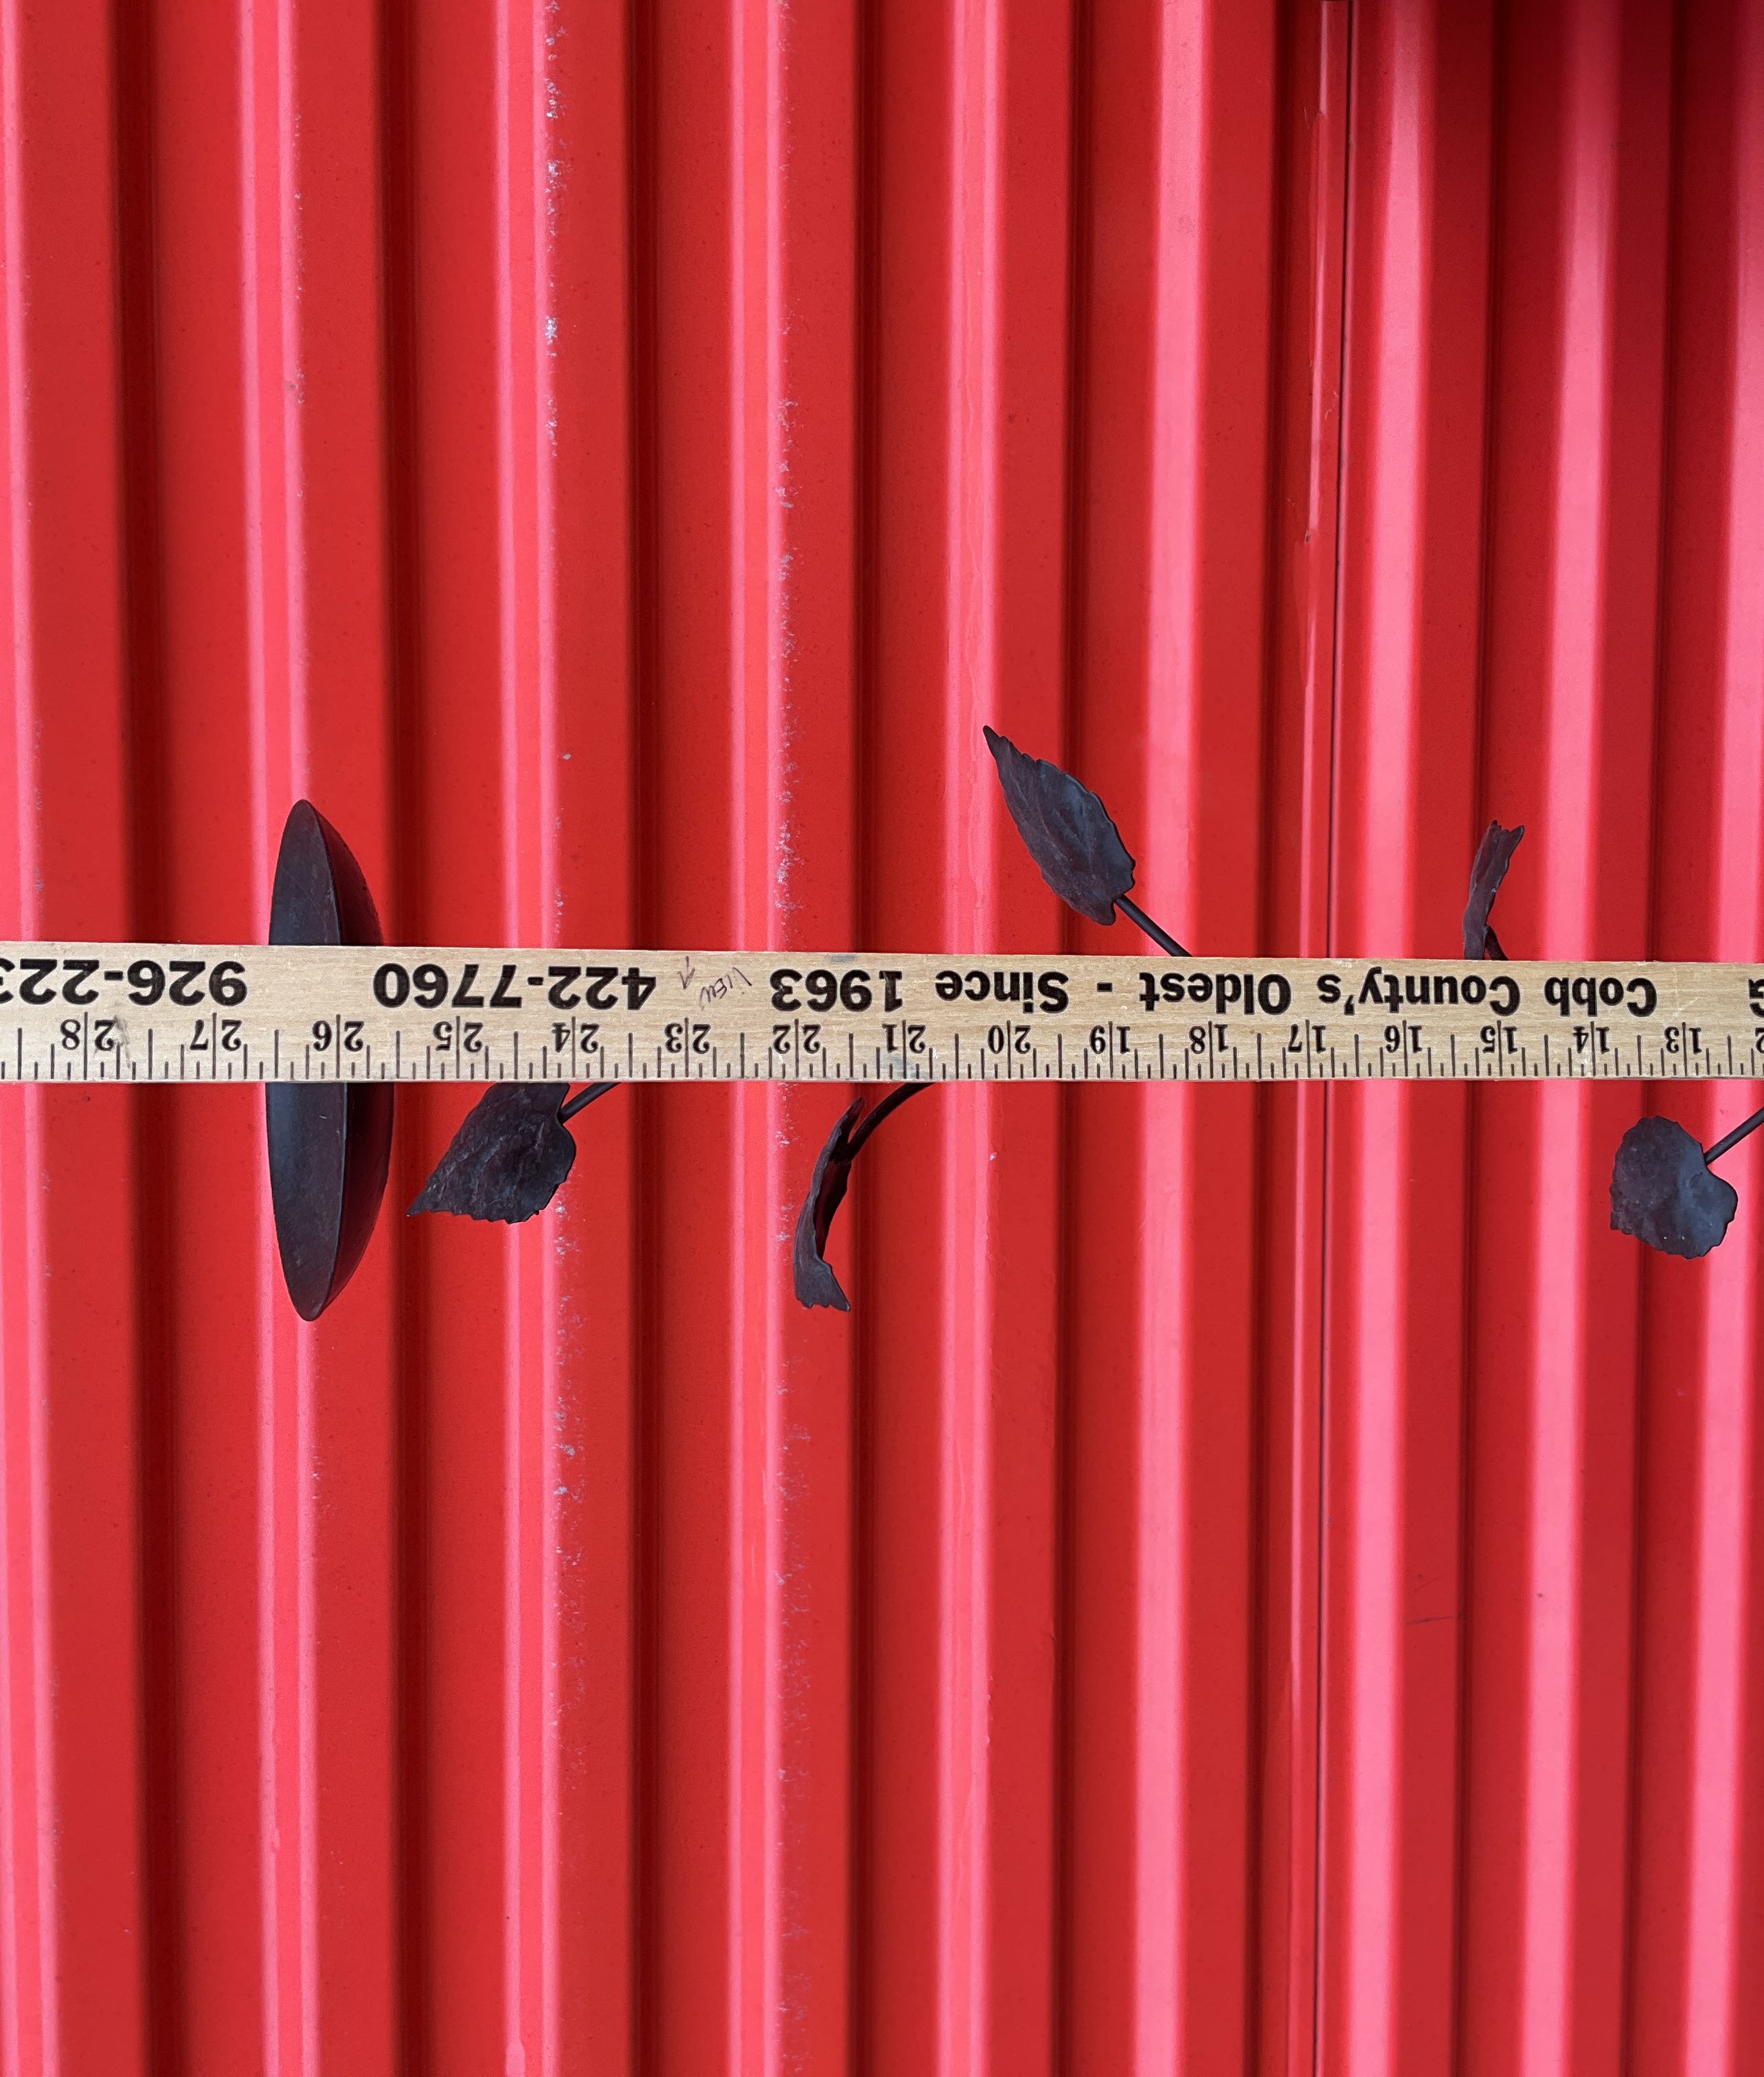 13 14 15 16 17 18 19 20 21 22 23 24 25 26 27 28
Cobb County's Oldest - Since 1963 422-7760 926-223